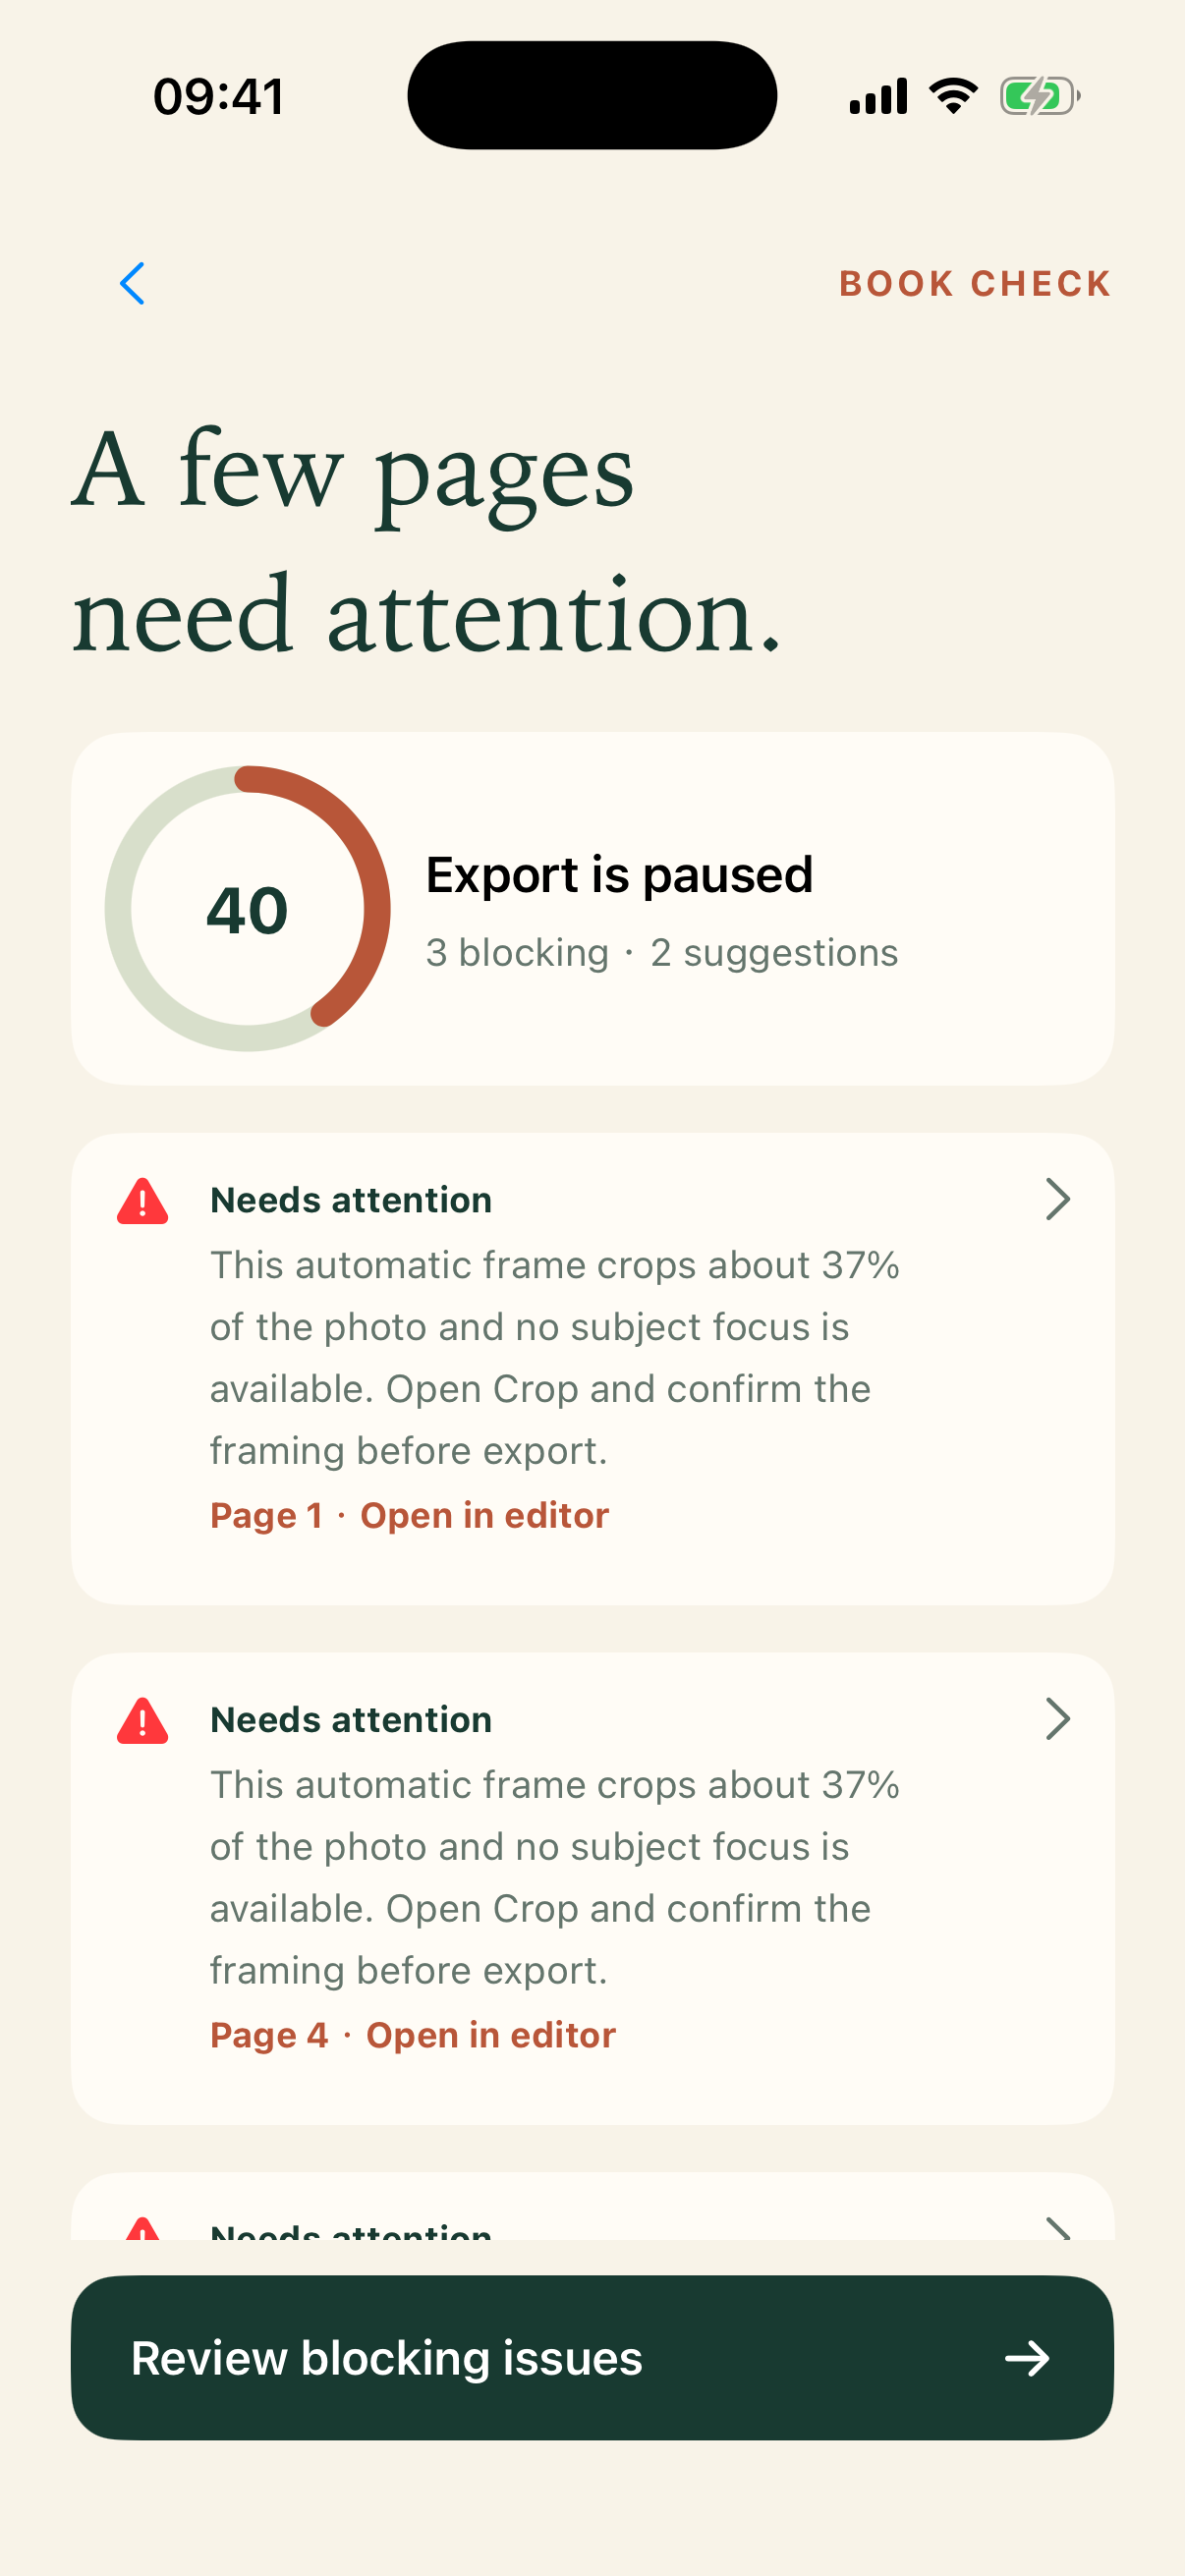 09:41
BOOK CHECK
A few pages
need attention.
40
Export is paused
3 blocking · 2 suggestions
Needs attention
This automatic frame crops about 37%
of the photo and no subject focus is
available. Open Crop and confirm the
framing before export.
Page 1 · Open in editor
Needs attention
This automatic frame crops about 37%
of the photo and no subject focus is
available. Open Crop and confirm the
framing before export.
Page 4 · Open in editor
Needs attention
Review blocking issues